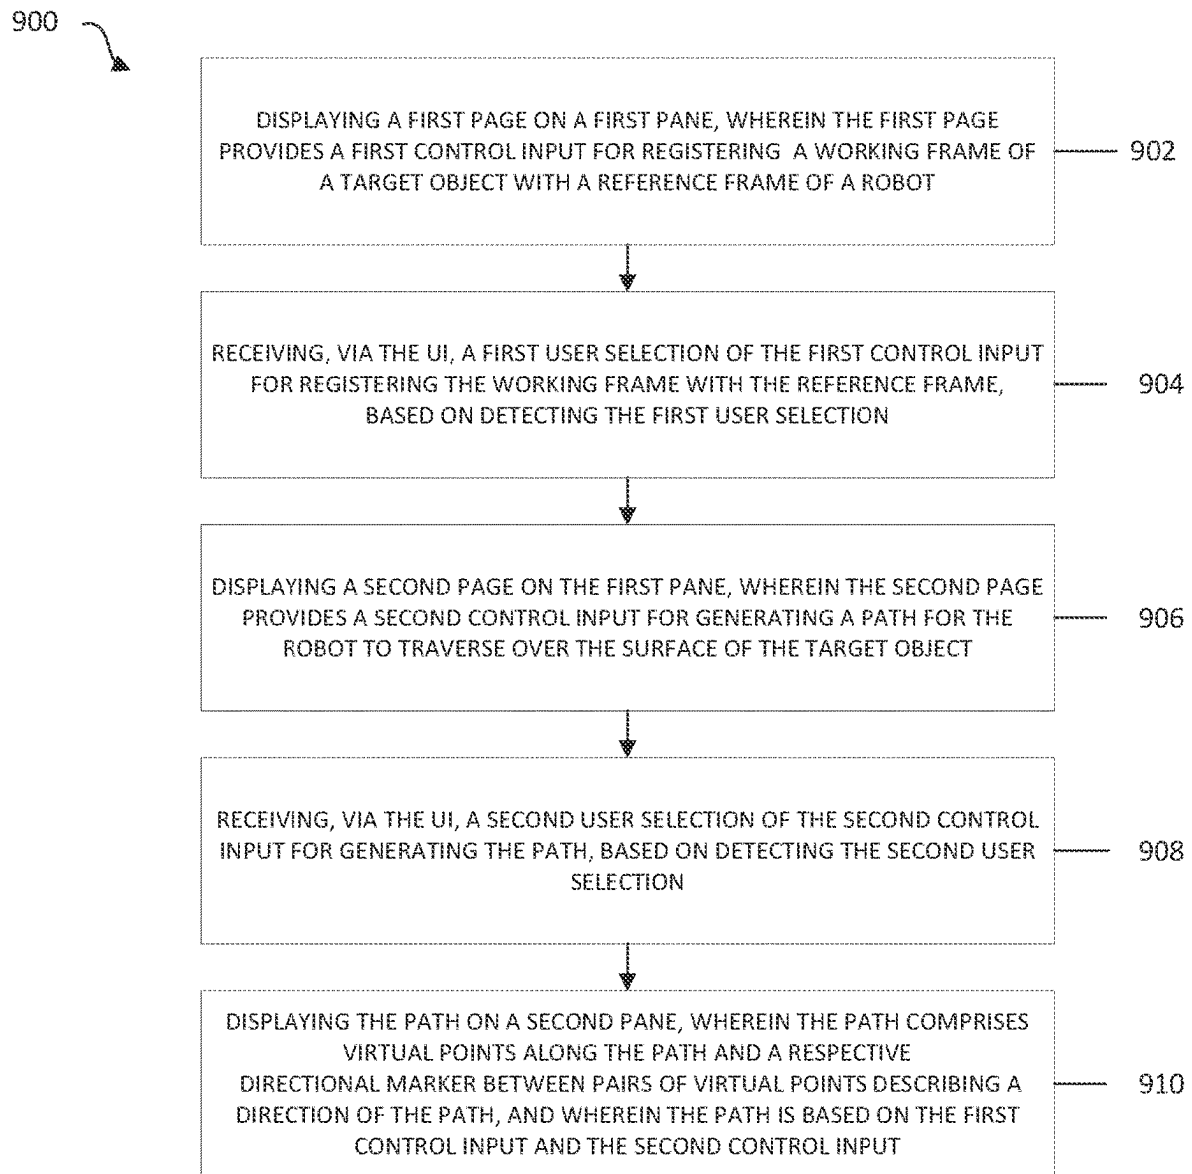 900
DISPLAYING A FIRST PAGE ON A FIRST PANE, WHEREIN THE FIRST PAGE
PROVIDES A FIRST CONTROL INPUT FOR REGISTERING A WORKING FRAME OF
A TARGET OBJECT WITH A REFERENCE FRAME OF A ROBOT
902
RECEIVING, VIA THE UI, A FIRST USER SELECTION OF THE FIRST CONTROL INPUT
FOR REGISTERING THE WORKING FRAME WITH THE REFERENCE FRAME,
BASED ON DETECTING THE FIRST USER SELECTION
904
DISPLAYING A SECOND PAGE ON THE FIRST PANE, WHEREIN THE SECOND PAGE
PROVIDES A SECOND CONTROL INPUT FOR GENERATING A PATH FOR THE
ROBOT TO TRAVERSE OVER THE SURFACE OF THE TARGET OBJECT
906
RECEIVING, VIA THE UI, A SECOND USER SELECTION OF THE SECOND CONTROL
INPUT FOR GENERATING THE PATH, BASED ON DETECTING THE SECOND USER
SELECTION
908
DISPLAYING THE PATH ON A SECOND PANE, WHEREIN THE PATH COMPRISES
VIRTUAL POINTS ALONG THE PATH AND A RESPECTIVE
DIRECTIONAL MARKER BETWEEN PAIRS OF VIRTUAL POINTS DESCRIBING A
DIRECTION OF THE PATH, AND WHEREIN THE PATH IS BASED ON THE FIRST
CONTROL INPUT AND THE SECOND CONTROL INPUT
910